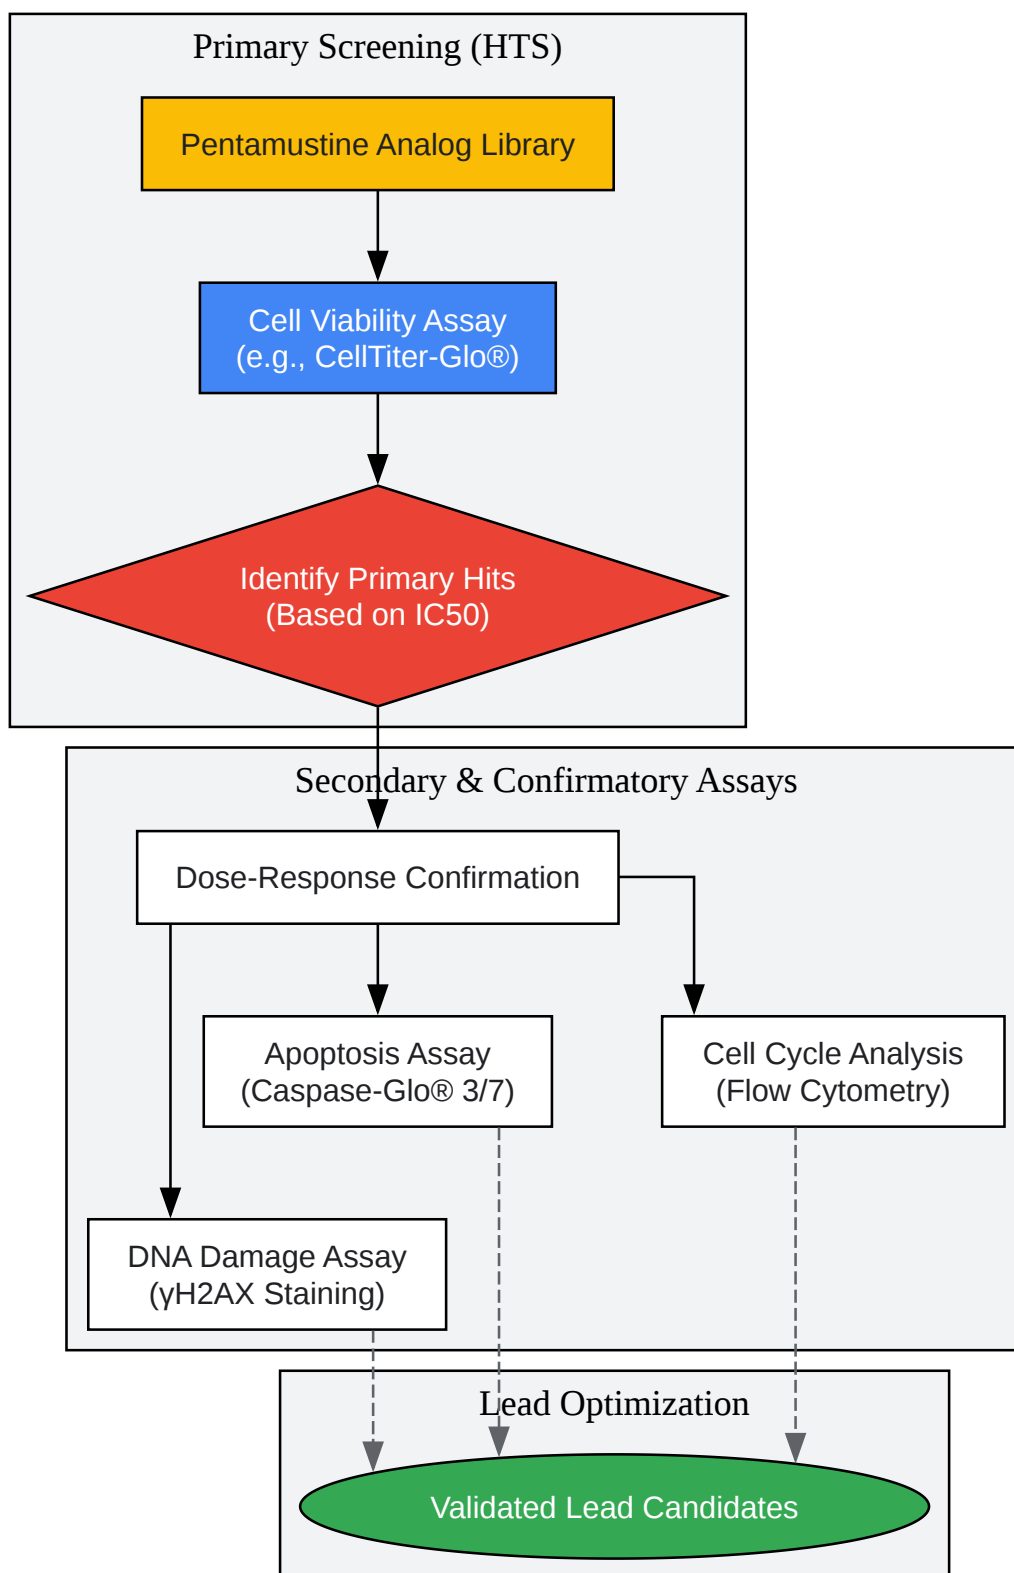 Primary Screening (HTS)
Pentamustine Analog Library
Cell Viability Assay
(e.g., CellTiter-Glo®)
Identify Primary Hits
(Based on IC50)
Secondary & Confirmatory Assays
Dose-Response Confirmation
Apoptosis Assay
(Caspase-Glo® 3/7)
Cell Cycle Analysis
(Flow Cytometry)
DNA Damage Assay
(γH2AX Staining)
Lead Optimization
Validated Lead Candidates